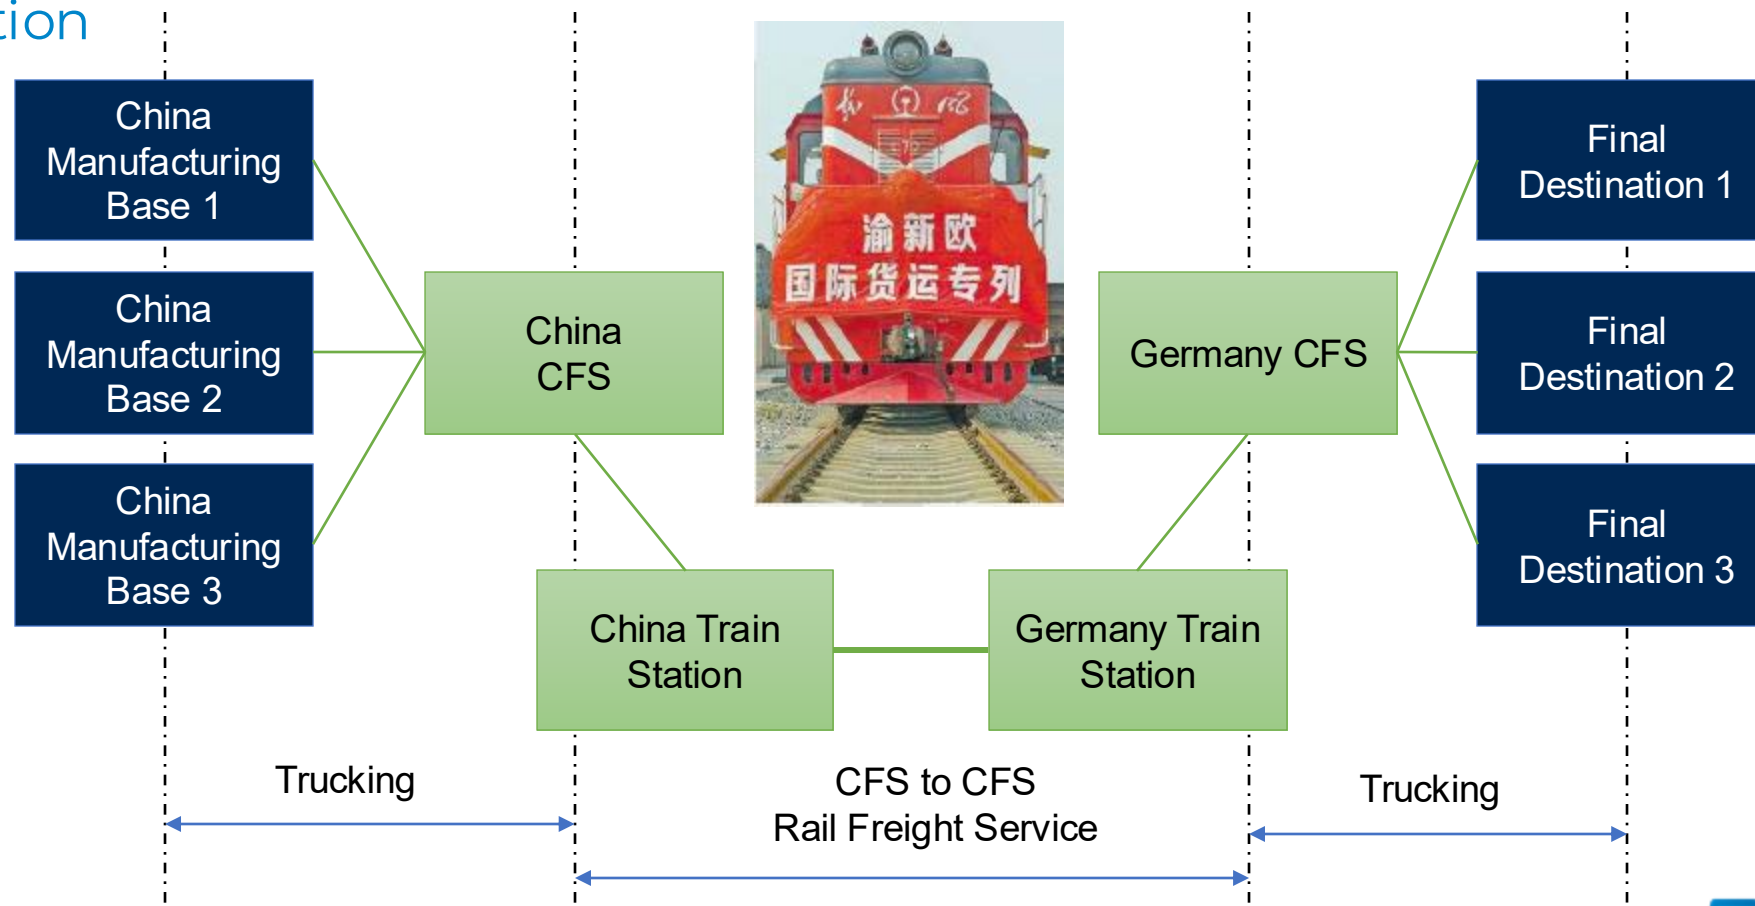 tion
China
Manufacturing
Base 1
China
Manufacturing
Base 2
China
Manufacturing
Base 3
China
CFS
渝新欧
国际货运专列
Germany CFS
Final
Destination 1
Final
Destination 2
Final
Destination 3
China Train
Station
Germany Train
Station
Trucking
CFS to CFS
Rail Freight Service
Trucking